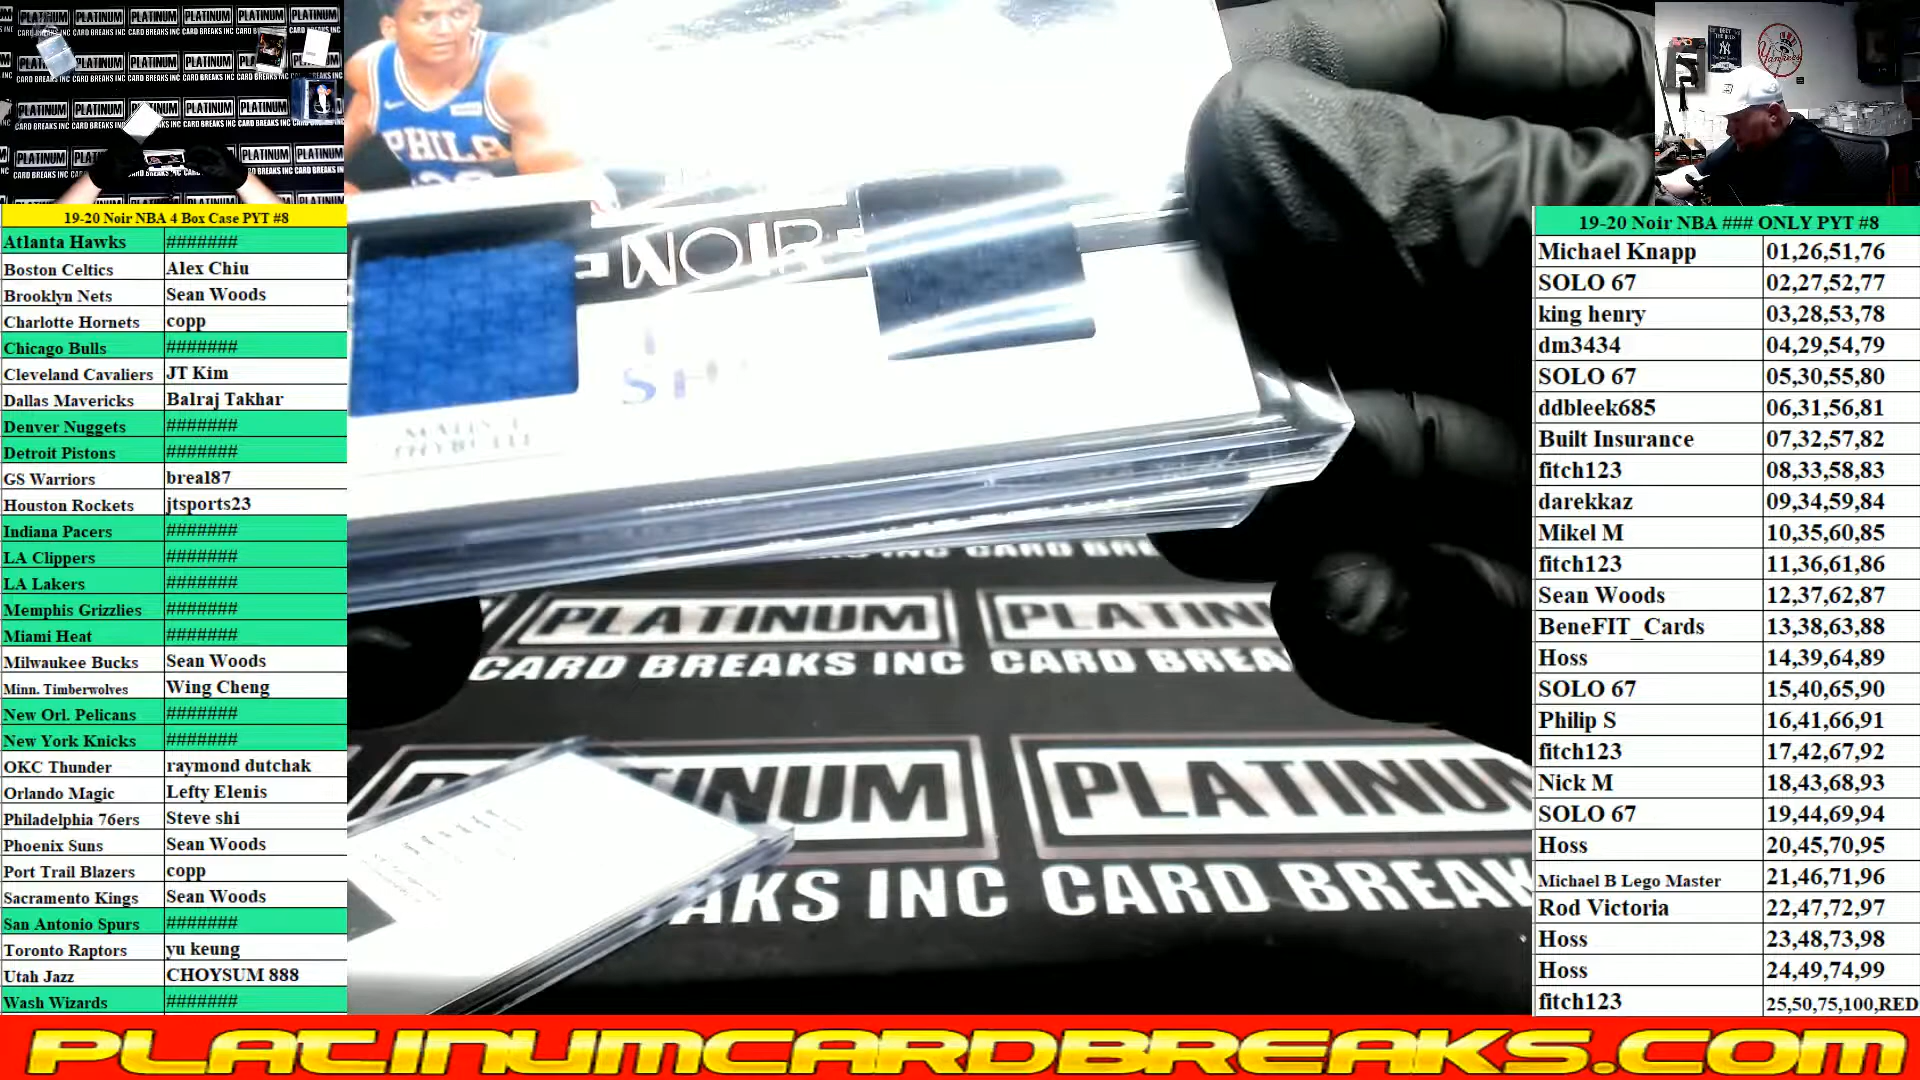 19-20 Noir NBA 4 Box Case PYT #8
Atlanta Hawks #######
Boston Celtics Alex Chiu
Brooklyn Nets Sean Woods
Charlotte Hornets copp
Chicago Bulls #######
Cleveland Cavaliers JT Kim
Dallas Mavericks Balraj Takhar
Denver Nuggets #######
Detroit Pistons #######
GS Warriors breal87
Houston Rockets jtsports23
Indiana Pacers #######
LA Clippers #######
LA Lakers #######
Memphis Grizzlies #######
Miami Heat #######
Milwaukee Bucks Sean Woods
Minn. Timberwolves Wing Cheng
New Orl. Pelicans #######
New York Knicks #######
OKC Thunder raymond dutchak
Orlando Magic Lefty Elenis
Philadelphia 76ers Steve shi
Phoenix Suns Sean Woods
Port Trail Blazers copp
Sacramento Kings Sean Woods
San Antonio Spurs #######
Toronto Raptors yu keung
Utah Jazz CHOYSUM 888
Wash Wizards #######
PHILA
NOIR
PLATINUM
CARD BREAKS INC CARD BREA
PLATINUM
AKS INC CARD BREAK
19-20 Noir NBA ### ONLY PYT #8
Michael Knapp 01,26,51,76
SOLO 67 02,27,52,77
king henry 03,28,53,78
dm3434 04,29,54,79
SOLO 67 05,30,55,80
ddbleek685 06,31,56,81
Built Insurance 07,32,57,82
fitch123 08,33,58,83
darekkaz 09,34,59,84
Mikel M 10,35,60,85
fitch123 11,36,61,86
Sean Woods 12,37,62,87
BeneFIT_Cards 13,38,63,88
Hoss 14,39,64,89
SOLO 67 15,40,65,90
Philip S 16,41,66,91
fitch123 17,42,67,92
Nick M 18,43,68,93
SOLO 67 19,44,69,94
Hoss 20,45,70,95
Michael B Lego Master 21,46,71,96
Rod Victoria 22,47,72,97
Hoss 23,48,73,98
Hoss 24,49,74,99
fitch123 25,50,75,100,RED
PLATINUMCARDBREAKS.COM